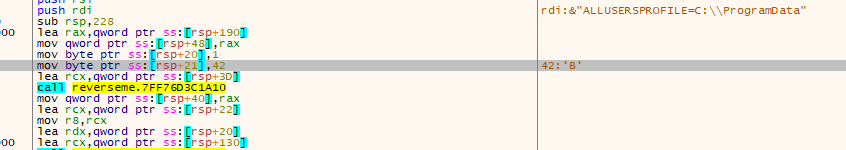 push rdi rdi:&"ALLUSERSPROFILE=C:\\ProgramData"
sub rsp,228
lea rax,qword ptr ss:[rsp+190]
mov qword ptr ss:[rsp+48],rax
mov byte ptr ss:[rsp+20],1
mov byte ptr ss:[rsp+21],42 42:'B'
lea rcx,qword ptr ss:[rsp+3D]
call reverseme.7FF76D3C1A10
mov qword ptr ss:[rsp+40],rax
lea rcx,qword ptr ss:[rsp+22]
mov r8,rcx
lea rdx,qword ptr ss:[rsp+20]
lea rcx,qword ptr ss:[rsp+130]